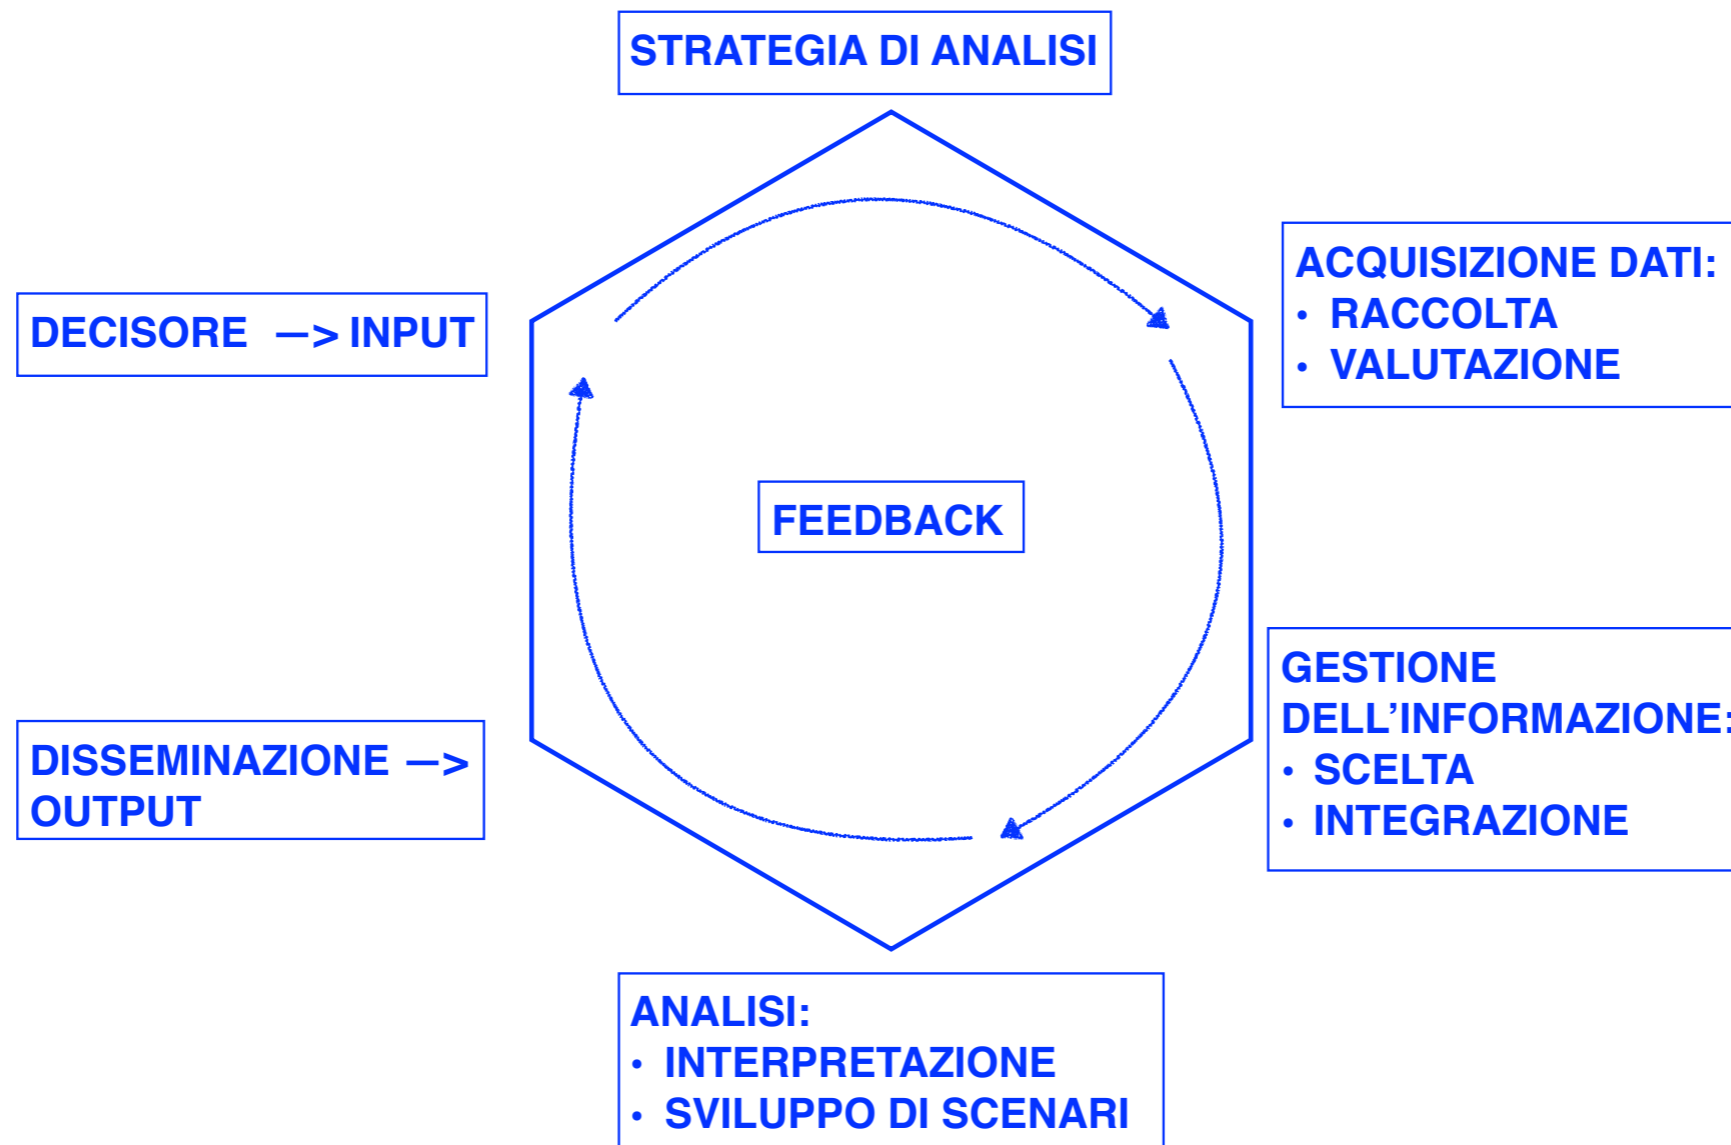 STRATEGIA DI ANALISI
ACQUISIZIONE DATI:
• RACCOLTA
• VALUTAZIONE
DECISORE —> INPUT
FEEDBACK
GESTIONE
DELL’INFORMAZIONE:
• SCELTA
• INTEGRAZIONE
DISSEMINAZIONE —>
OUTPUT
ANALISI:
• INTERPRETAZIONE
• SVILUPPO DI SCENARI